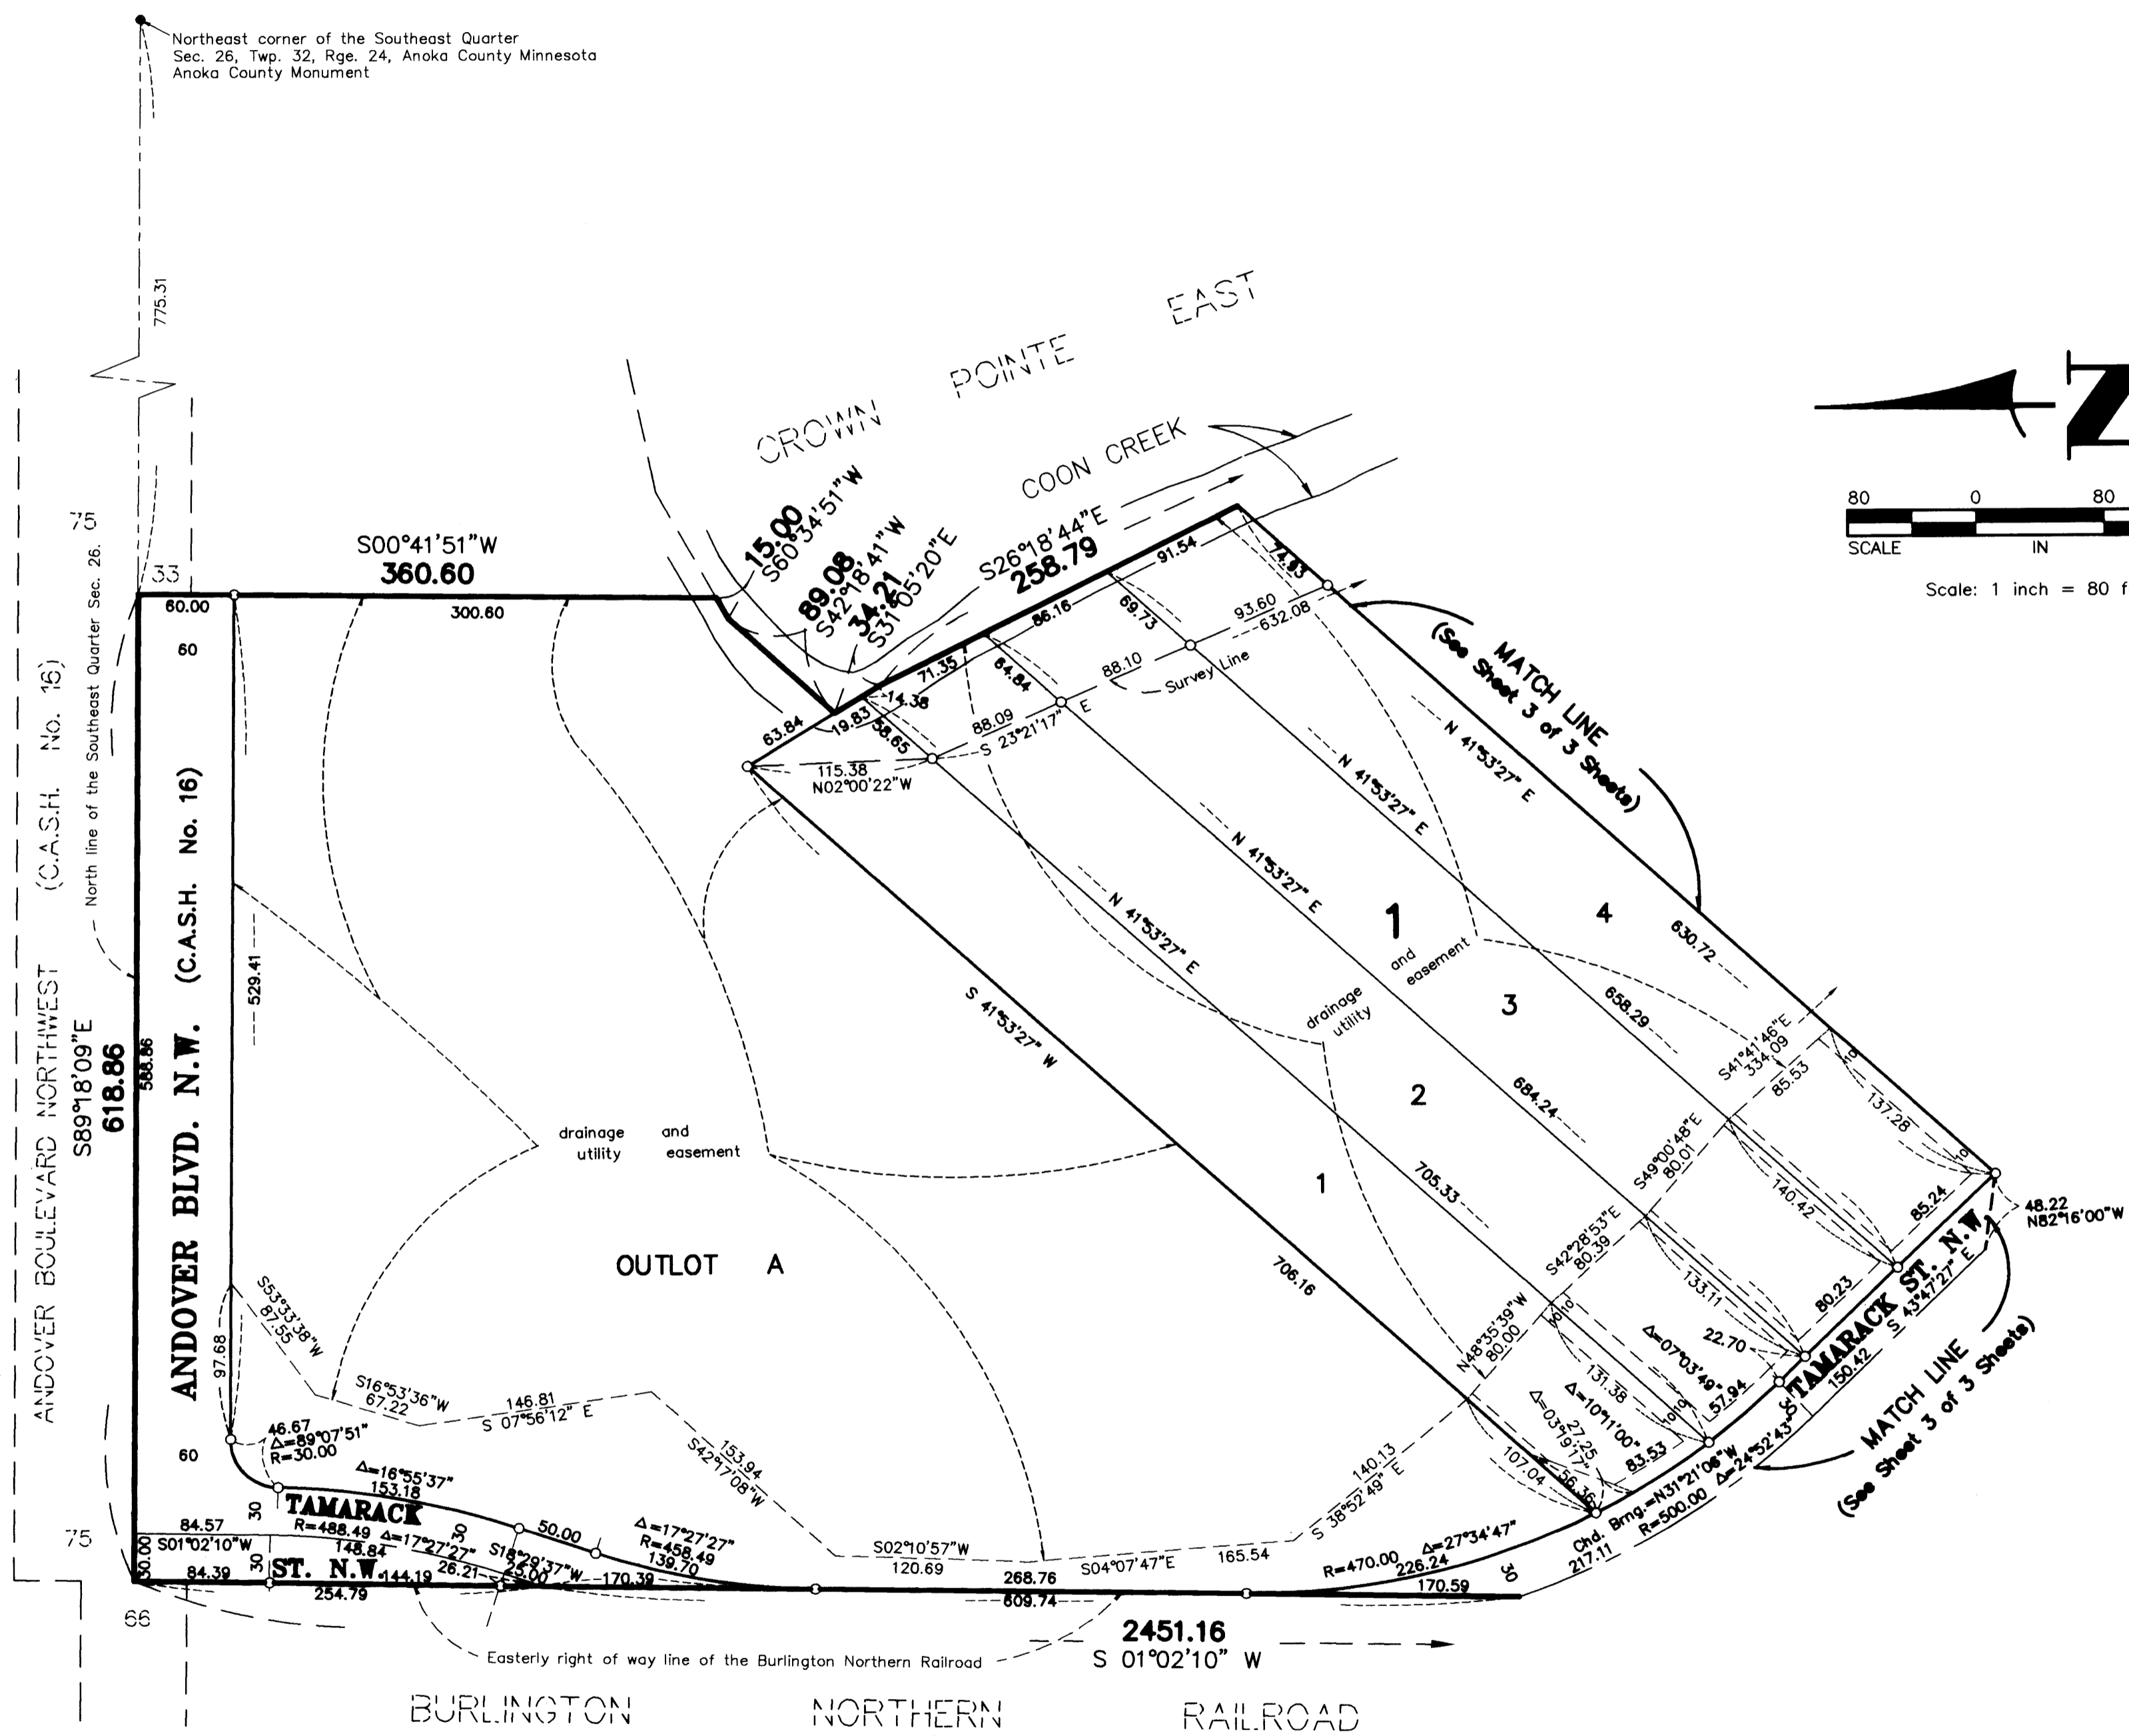 Northeast corner of the Southeast Quarter
Sec. 26, Twp. 32, Rge. 24, Anoka County Minnesota
Anoka County Monument
775.31
CROWN POINTE EAST
COON CREEK
N
80 0 80
SCALE IN
Scale: 1 inch = 80 f
75
33
S00°41'51"W
360.60
60.00
300.60
60
15.00
S60°34'51"W
89.08
S42°18'41"W
34.21
S31°05'20"E
S26°18'44"E
258.79
91.54
74.93
86.16
69.73
93.60
632.08
71.35
64.84
88.10
Survey Line
14.38
19.83
63.84
58.65
88.09
S 23°21'17" E
115.38
N02°00'22"W
MATCH LINE
(See Sheet 3 of 3 Sheets)
N 41°53'27" E
N 41°53'27" E
N 41°53'27" E
N 41°53'27" E
S 41°53'27" W
ANDOVER BOULEVARD NORTHWEST (C.A.S.H. No. 16)
North line of the Southeast Quarter Sec. 26.
S89°18'09"E
618.86
588.86
ANDOVER BLVD. N.W. (C.A.S.H. No. 16)
529.41
1
and
easement
drainage
utility
4
3
2
1
630.72
658.29
684.24
705.33
706.16
drainage and
utility easement
OUTLOT A
S41°41'46"E
334.09
85.53
10
137.28
10
S49°00'48"E
80.01
140.42
85.24
48.22
N82°16'00"W
S42°28'53"E
80.39
133.11
80.23
TAMARACK ST. N.W.
S 43°47'27" E
150.42
N48°35'39"W
80.00
10 10
Δ=07°03'49"
22.70
57.94
131.38
10 10
Δ=10°11'00"
83.53
Δ=03°19'17"
27.25
56.36
107.04
30
MATCH LINE
(See Sheet 3 of 3 Sheets)
Chd. Brng.=N31°21'06"W
R=500.00 Δ=24°52'43"
217.11
30
R=470.00 Δ=27°34'47"
226.24
170.59
S53°33'38"W
87.55
97.68
S16°53'36"W
67.22
146.81
S 07°56'12" E
153.94
S42°17'08"W
140.13
S 38°52'49" E
S02°10'57"W
120.69
S04°07'47"E
165.54
60
46.67
Δ=89°07'51"
R=30.00
Δ=16°55'37"
153.18
TAMARACK
30
R=488.49
30
50.00
Δ=17°27'27"
R=458.49
139.70
84.57
S01°02'10"W
Δ=17°27'27"
148.84
S18°29'37"W
25.00
26.21
30.00
30
ST. N.W.
84.39
144.19
170.39
254.79
268.76
609.74
75
66
2451.16
S 01°02'10" W
Easterly right of way line of the Burlington Northern Railroad
BURLINGTON NORTHERN RAILROAD